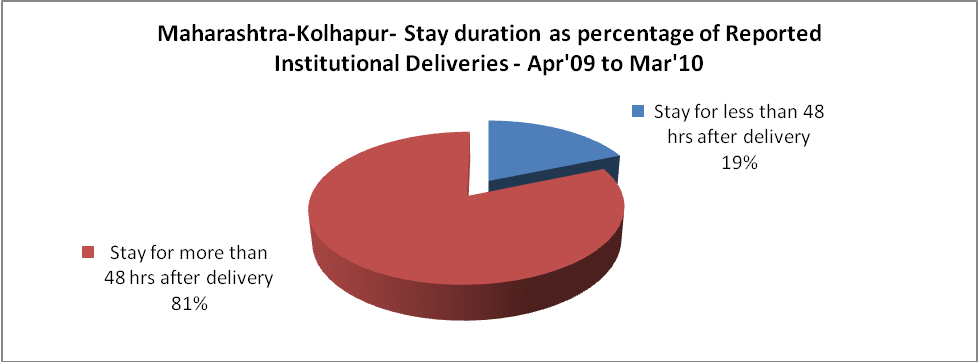 Maharashtra-Kolhapur- Stay duration as percentage of Reported
Institutional Deliveries - Apr'09 to Mar'10
Stay for less than 48
hrs after delivery
19%
Stay for more than
48 hrs after delivery
81%